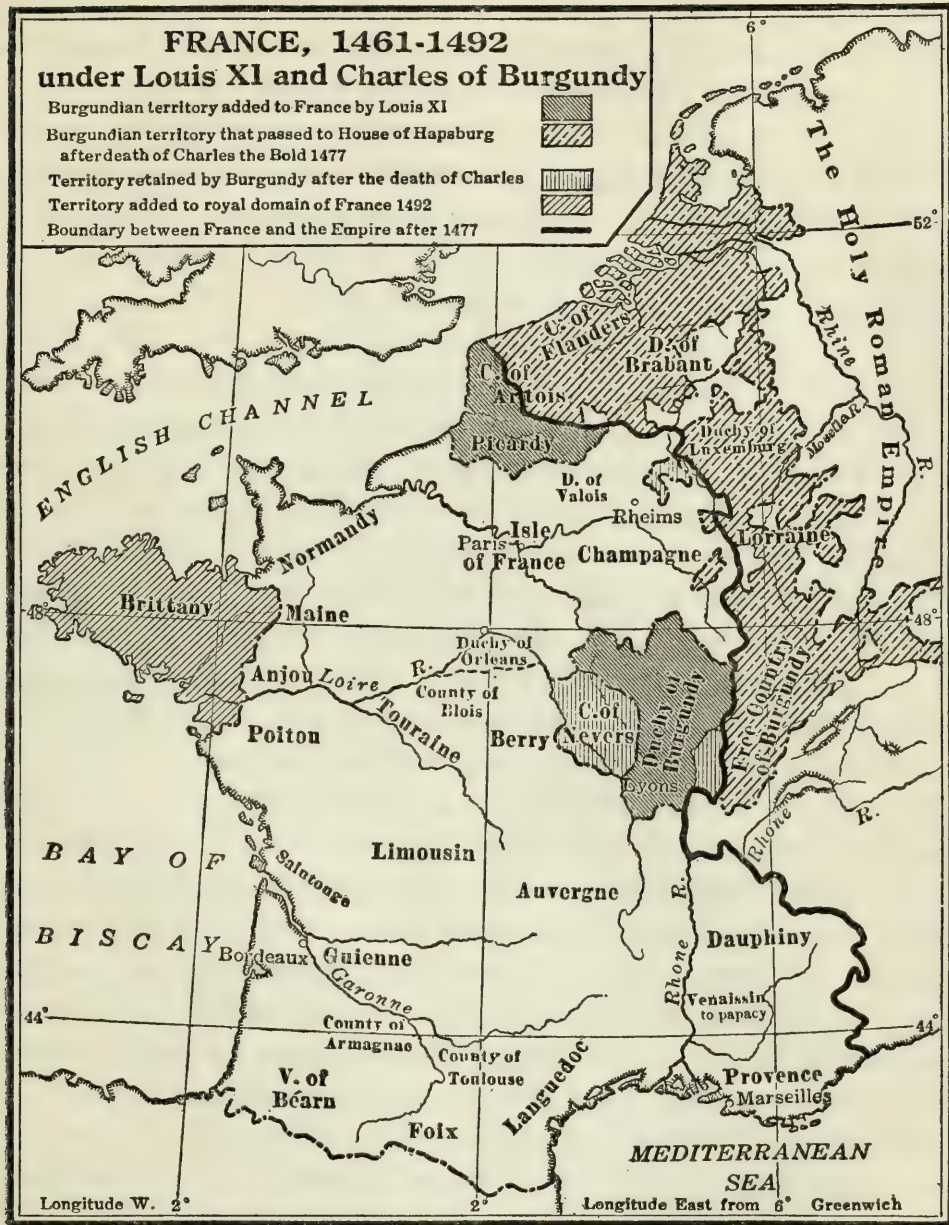 FRANCE, 1461-1492
under Louis XI and Charles of Burgundy
Burgundian territory added to France by Louis XI
Burgundian territory that passed to House of Hapsburg
after death of Charles the Bold 1477
Territory retained by Burgundy after the death of Charles
Territory added to royal domain of France 1492
Boundary between France and the Empire after 1477
6°
The Holy Roman Empire
52°
Rhine
R.
C. of
Flanders
D. of
Brabant
C. of
Artois
ENGLISH CHANNEL
Picardy
Duchy of
Luxemburg
Moselle R.
D. of
Valois
Rheims
Normandy
Isle
of France
Paris
Champagne
Lorraine
Brittany
48°
Maine
48°
Duchy of
Orleans
Anjou
Loire
R.
County of
Blois
Touraine
Berry
C. of
Nevers
Duchy of
Burgundy
Free Country
of Burgundy
Poiton
Lyons
Rhone
R.
BAY OF
BISCAY
Limousin
Saintonge
Auvergne
Rhone
R.
Dauphiny
Bordeaux
Guienne
Garonne
Venaissin
to papacy
44°
44°
County of
Armagnac
County of
Toulouse
Languedoc
Provence
Marseilles
V. of
Béarn
Foix
MEDITERRANEAN
SEA
Longitude W.
2°
2°
Longitude East from
6°
Greenwich